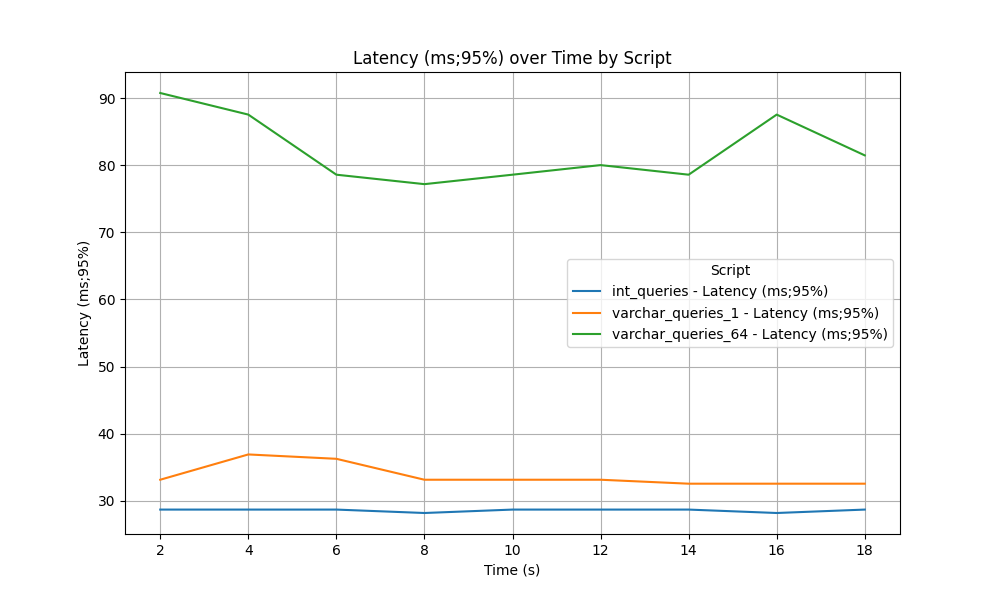 Latency (ms;95%) over Time by Script
Latency (ms;95%)
90
80
70
60
50
40
30
Script
int_queries - Latency (ms;95%)
varchar_queries_1 - Latency (ms;95%)
varchar_queries_64 - Latency (ms;95%)
2 4 6 8 10 12 14 16 18
Time (s)